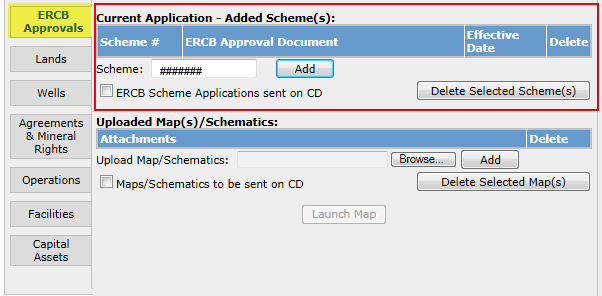 ERCB
Approvals
Lands
Wells
Agreements
& Mineral
Rights
Operations
Facilities
Capital
Assets
Current Application - Added Scheme(s):
Scheme # ERCB Approval Document Effective Date Delete
Scheme: ####### Add
ERCB Scheme Applications sent on CD Delete Selected Scheme(s)
Uploaded Map(s)/Schematics:
Attachments Delete
Upload Map/Schematics: Browse... Add
Maps/Schematics to be sent on CD Delete Selected Map(s)
Launch Map